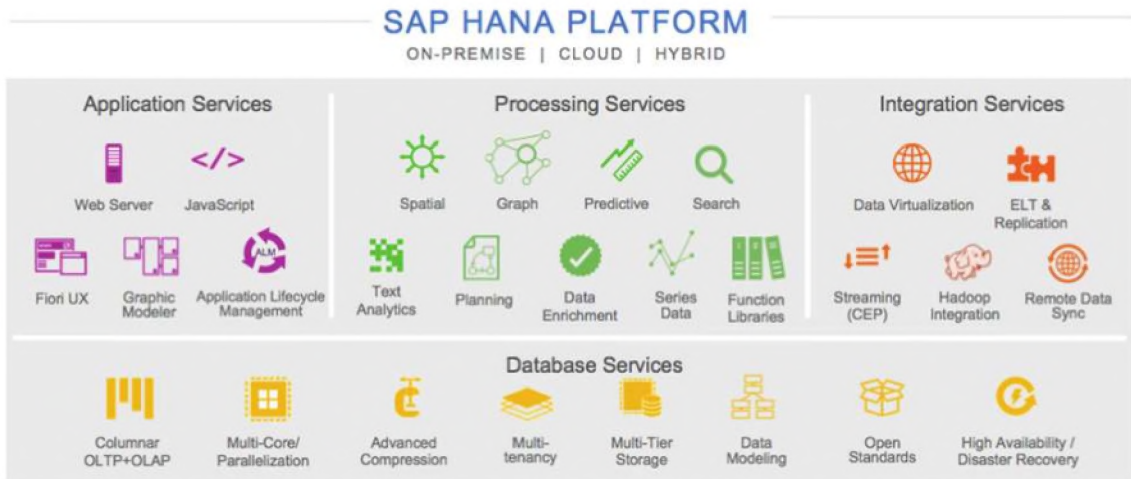 SAP HANA PLATFORM
ON-PREMISE | CLOUD | HYBRID
Application Services
Web Server
JavaScript
</>
Fiori UX
Graphic
Modeler
ALM
Application Lifecycle
Management
Processing Services
Spatial
Graph
Predictive
Search
Text
Analytics
Planning
Data
Enrichment
Series
Data
Function
Libraries
Integration Services
Data Virtualization
ELT &
Replication
Streaming
(CEP)
Hadoop
Integration
Remote Data
Sync
Database Services
Columnar
OLTP+OLAP
Multi-Core/
Parallelization
Advanced
Compression
Multi-
tenancy
Multi-Tier
Storage
Data
Modeling
Open
Standards
High Availability /
Disaster Recovery